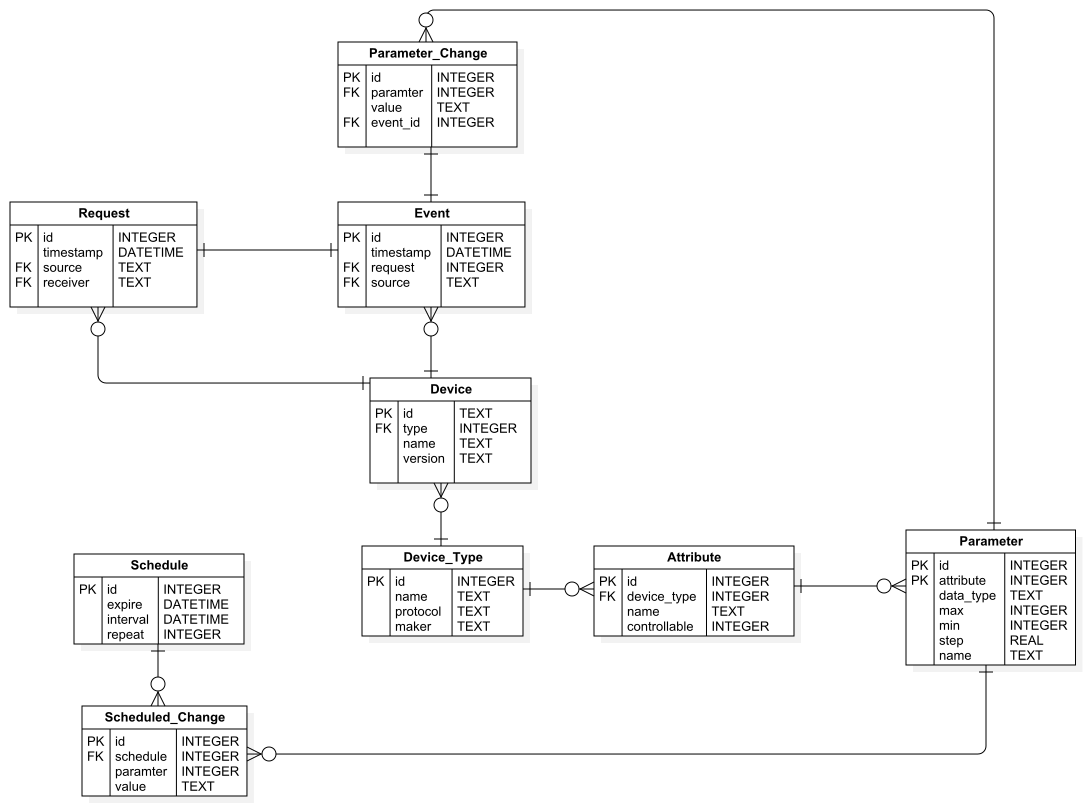 Parameter_Change
PK id INTEGER
FK paramter INTEGER
value TEXT
FK event_id INTEGER
Request
PK id INTEGER
timestamp DATETIME
FK source TEXT
FK receiver TEXT
Event
PK id INTEGER
timestamp DATETIME
FK request INTEGER
FK source TEXT
Device
PK id TEXT
FK type INTEGER
name TEXT
version TEXT
Device_Type
PK id INTEGER
name TEXT
protocol TEXT
maker TEXT
Attribute
PK id INTEGER
FK device_type INTEGER
name TEXT
controllable INTEGER
Parameter
PK id INTEGER
PK attribute INTEGER
data_type TEXT
max INTEGER
min INTEGER
step REAL
name TEXT
Schedule
PK id INTEGER
expire DATETIME
interval DATETIME
repeat INTEGER
Scheduled_Change
PK id INTEGER
FK schedule INTEGER
paramter INTEGER
value TEXT